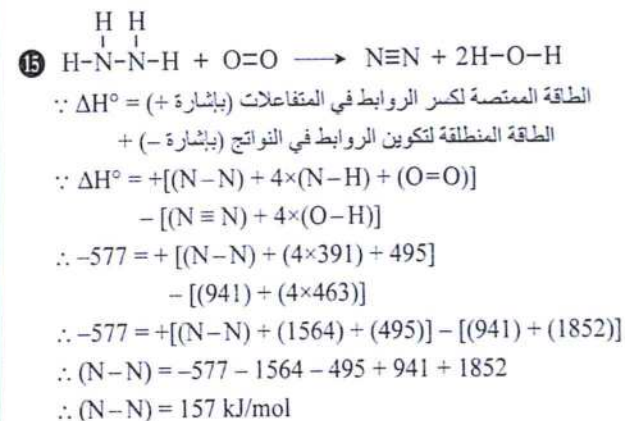 H H
15 H–N–N–H + O=O ⟶ N≡N + 2H–O–H
∵ ΔH° = الطاقة الممتصة لكسر الروابط في المتفاعلات (بإشارة +)
+ الطاقة المنطلقة لتكوين الروابط في النواتج (بإشارة –)
∵ ΔH° = +[(N–N) + 4×(N–H) + (O=O)]
– [(N ≡ N) + 4×(O–H)]
∴ –577 = + [(N–N) + (4×391) + 495]
– [(941) + (4×463)]
∴ –577 = +[(N–N) + (1564) + (495)] – [(941) + (1852)]
∴ (N–N) = –577 – 1564 – 495 + 941 + 1852
∴ (N–N) = 157 kJ/mol